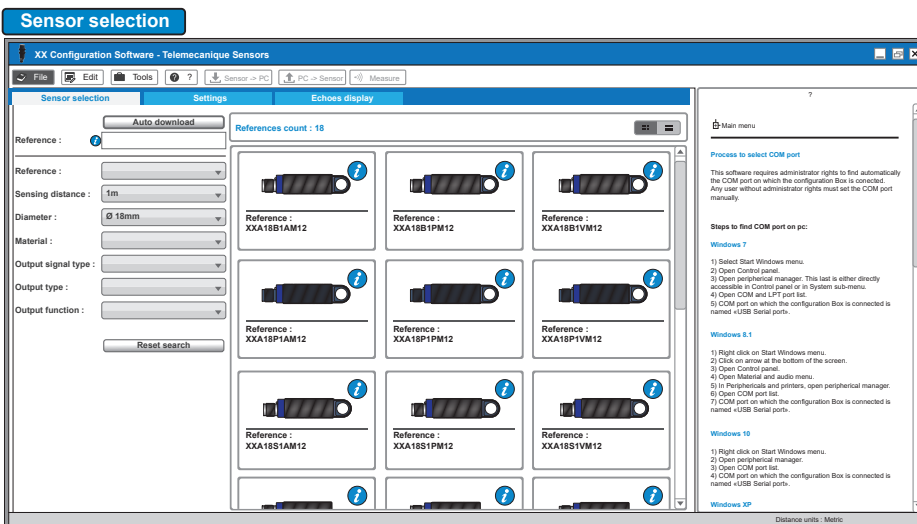 Sensor selection
XX Configuration Software - Telemecanique Sensors
File Edit Tools ? Sensor -> PC PC -> Sensor Measure
Sensor selection Settings Echoes display
Auto download
Reference :
Reference :
Sensing distance : 1m
Diameter : Ø 18mm
Material :
Output signal type :
Output type :
Output function :
Reset search
References count : 18
Reference :
XXA18B1AM12
Reference :
XXA18B1PM12
Reference :
XXA18B1VM12
Reference :
XXA18P1AM12
Reference :
XXA18P1PM12
Reference :
XXA18P1VM12
Reference :
XXA18S1AM12
Reference :
XXA18S1PM12
Reference :
XXA18S1VM12
?
Main menu
Process to select COM port
This software requires administrator rights to find automatically
the COM port on which the configuration Box is conected.
Any user without administrator rights must set the COM port
manually.
Steps to find COM port on pc:
Windows 7
1) Select Start Windows menu.
2) Open Control panel.
3) Open peripherical manager. This last is either directly
accessible in Control panel or in System sub-menu.
4) Open COM and LPT port list.
5) COM port on which the configuration Box is connected is
named «USB Serial port».
Windows 8.1
1) Right click on Start Windows menu.
2) Click on arrow at the bottom of the screen.
3) Open Control panel.
4) Open Material and audio menu.
5) In Periphericals and printers, open peripherical manager.
6) Open COM port list.
7) COM port on which the configuration Box is connected is
named «USB Serial port».
Windows 10
1) Right click on Start Windows menu.
2) Open peripherical manager.
3) Open COM port list.
4) COM port on which the configuration Box is connected is
named «USB Serial port».
Windows XP
Distance units : Metric